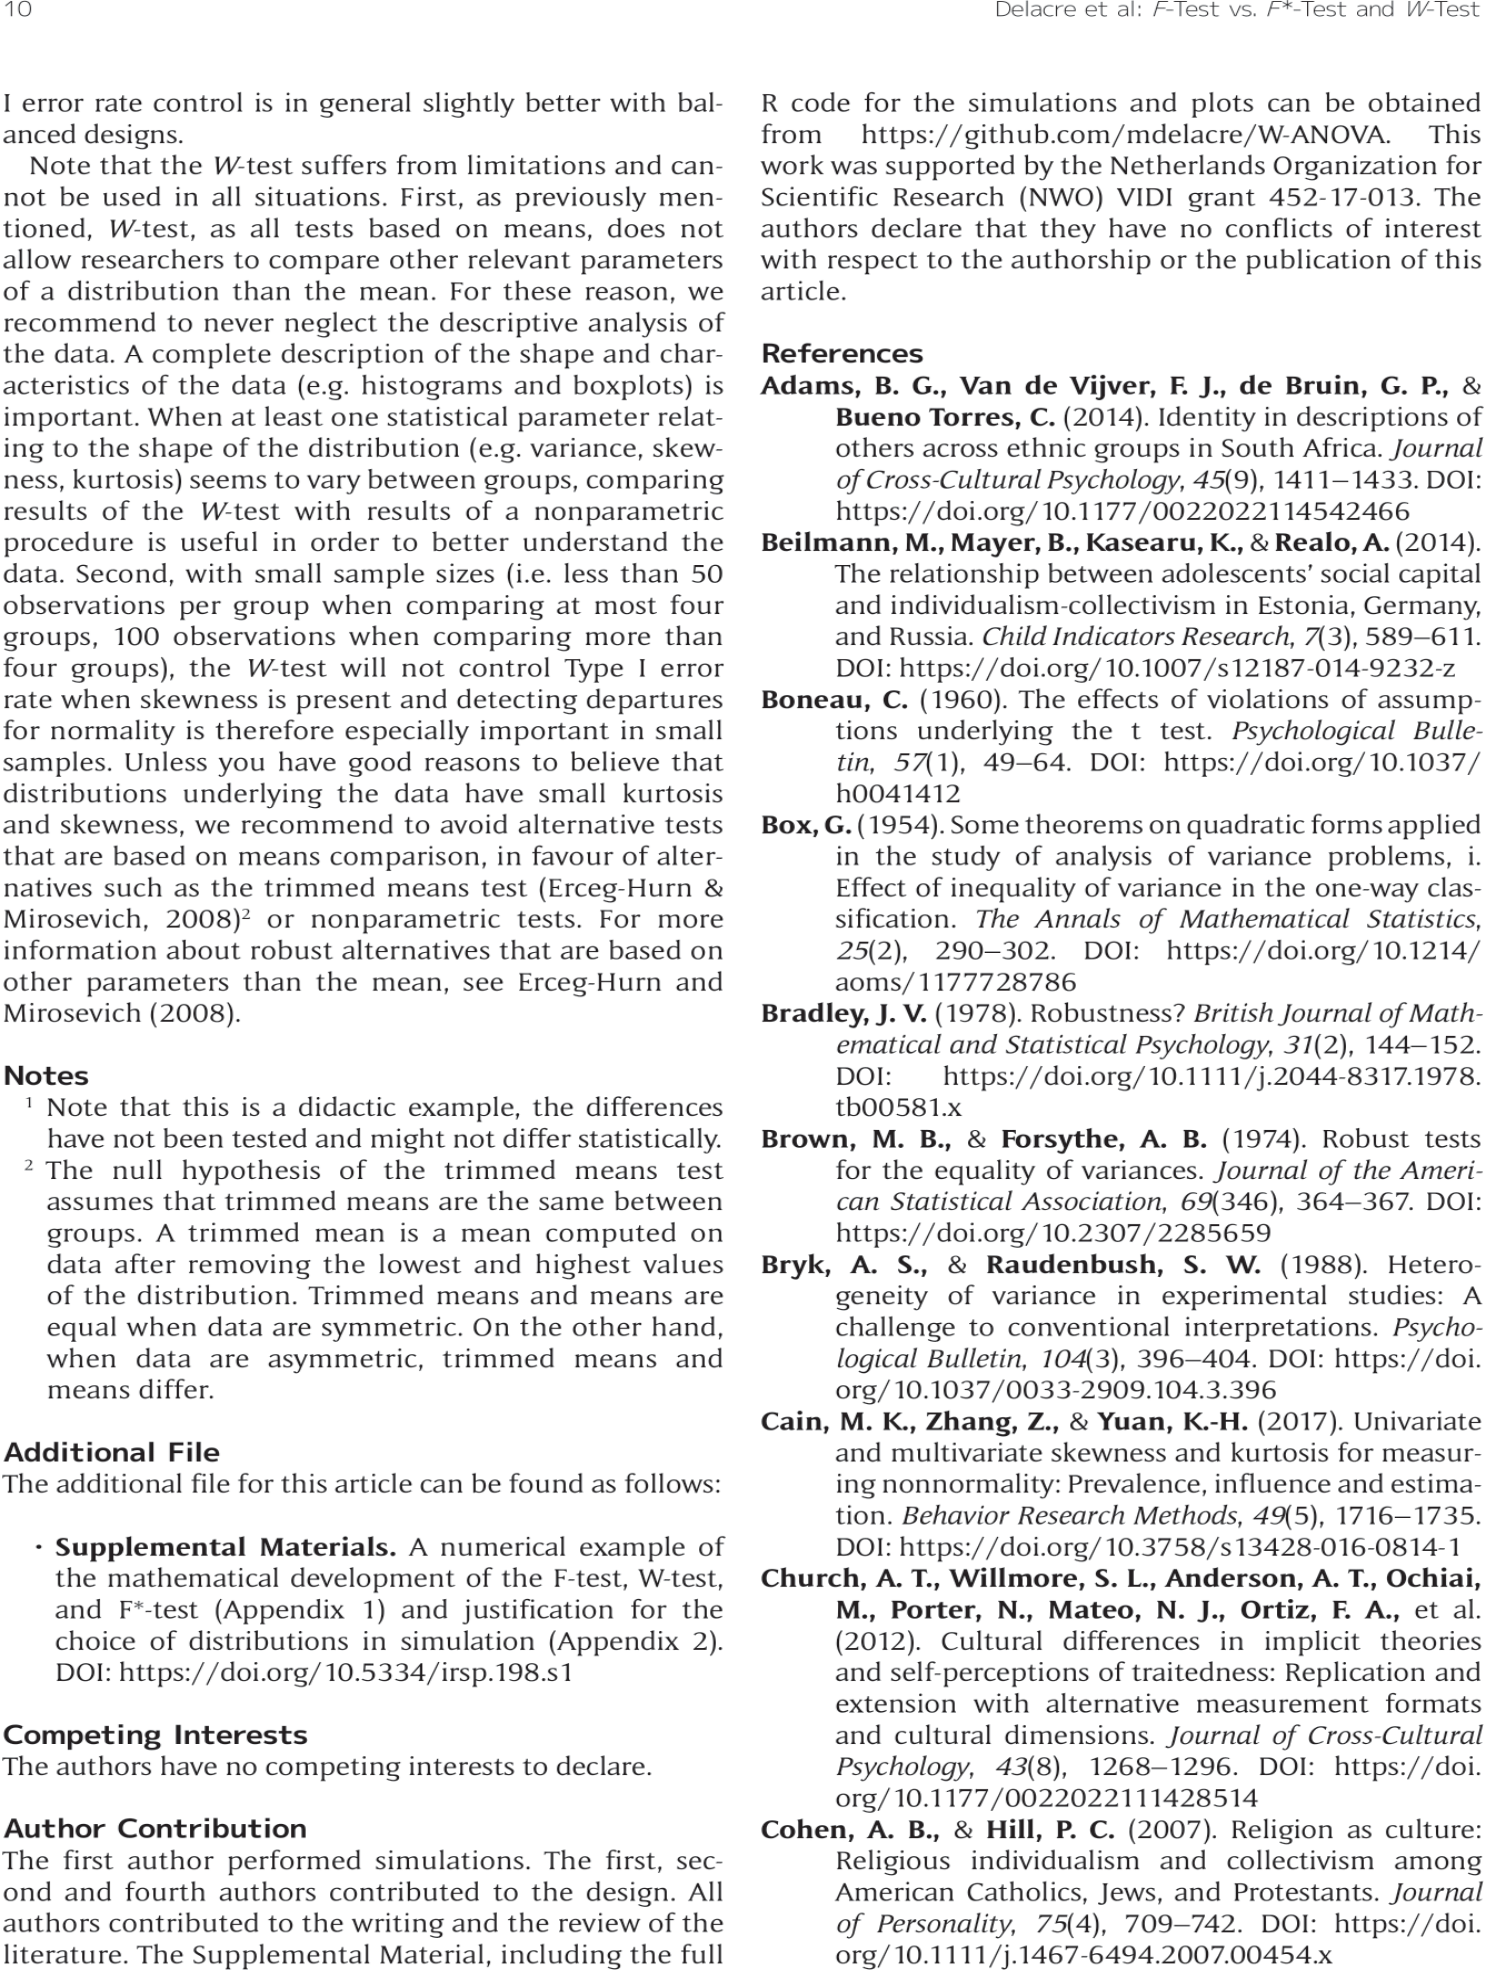 10
Delacre et al: F-Test vs. F*-Test and W-Test
I error rate control is in general slightly better with bal-
anced designs.
Note that the W-test suffers from limitations and can-
not be used in all situations. First, as previously men-
tioned, W-test, as all tests based on means, does not
allow researchers to compare other relevant parameters
of a distribution than the mean. For these reason, we
recommend to never neglect the descriptive analysis of
the data. A complete description of the shape and char-
acteristics of the data (e.g. histograms and boxplots) is
important. When at least one statistical parameter relat-
ing to the shape of the distribution (e.g. variance, skew-
ness, kurtosis) seems to vary between groups, comparing
results of the W-test with results of a nonparametric
procedure is useful in order to better understand the
data. Second, with small sample sizes (i.e. less than 50
observations per group when comparing at most four
groups, 100 observations when comparing more than
four groups), the W-test will not control Type I error
rate when skewness is present and detecting departures
for normality is therefore especially important in small
samples. Unless you have good reasons to believe that
distributions underlying the data have small kurtosis
and skewness, we recommend to avoid alternative tests
that are based on means comparison, in favour of alter-
natives such as the trimmed means test (Erceg-Hurn &
Mirosevich, 2008)² or nonparametric tests. For more
information about robust alternatives that are based on
other parameters than the mean, see Erceg-Hurn and
Mirosevich (2008).
Notes
¹ Note that this is a didactic example, the differences
have not been tested and might not differ statistically.
² The null hypothesis of the trimmed means test
assumes that trimmed means are the same between
groups. A trimmed mean is a mean computed on
data after removing the lowest and highest values
of the distribution. Trimmed means and means are
equal when data are symmetric. On the other hand,
when data are asymmetric, trimmed means and
means differ.
Additional File
The additional file for this article can be found as follows:
· Supplemental Materials. A numerical example of
the mathematical development of the F-test, W-test,
and F*-test (Appendix 1) and justification for the
choice of distributions in simulation (Appendix 2).
DOI: https://doi.org/10.5334/irsp.198.s1
Competing Interests
The authors have no competing interests to declare.
Author Contribution
The first author performed simulations. The first, sec-
ond and fourth authors contributed to the design. All
authors contributed to the writing and the review of the
literature. The Supplemental Material, including the full
R code for the simulations and plots can be obtained
from https://github.com/mdelacre/W-ANOVA. This
work was supported by the Netherlands Organization for
Scientific Research (NWO) VIDI grant 452-17-013. The
authors declare that they have no conflicts of interest
with respect to the authorship or the publication of this
article.
References
Adams, B. G., Van de Vijver, F. J., de Bruin, G. P., &
Bueno Torres, C. (2014). Identity in descriptions of
others across ethnic groups in South Africa. Journal
of Cross-Cultural Psychology, 45(9), 1411–1433. DOI:
https://doi.org/10.1177/0022022114542466
Beilmann, M., Mayer, B., Kasearu, K., & Realo, A. (2014).
The relationship between adolescents’ social capital
and individualism-collectivism in Estonia, Germany,
and Russia. Child Indicators Research, 7(3), 589–611.
DOI: https://doi.org/10.1007/s12187-014-9232-z
Boneau, C. (1960). The effects of violations of assump-
tions underlying the t test. Psychological Bulle-
tin, 57(1), 49–64. DOI: https://doi.org/10.1037/
h0041412
Box, G. (1954). Some theorems on quadratic forms applied
in the study of analysis of variance problems, i.
Effect of inequality of variance in the one-way clas-
sification. The Annals of Mathematical Statistics,
25(2), 290–302. DOI: https://doi.org/10.1214/
aoms/1177728786
Bradley, J. V. (1978). Robustness? British Journal of Math-
ematical and Statistical Psychology, 31(2), 144–152.
DOI: https://doi.org/10.1111/j.2044-8317.1978.
tb00581.x
Brown, M. B., & Forsythe, A. B. (1974). Robust tests
for the equality of variances. Journal of the Ameri-
can Statistical Association, 69(346), 364–367. DOI:
https://doi.org/10.2307/2285659
Bryk, A. S., & Raudenbush, S. W. (1988). Hetero-
geneity of variance in experimental studies: A
challenge to conventional interpretations. Psycho-
logical Bulletin, 104(3), 396–404. DOI: https://doi.
org/10.1037/0033-2909.104.3.396
Cain, M. K., Zhang, Z., & Yuan, K.-H. (2017). Univariate
and multivariate skewness and kurtosis for measur-
ing nonnormality: Prevalence, influence and estima-
tion. Behavior Research Methods, 49(5), 1716–1735.
DOI: https://doi.org/10.3758/s13428-016-0814-1
Church, A. T., Willmore, S. L., Anderson, A. T., Ochiai,
M., Porter, N., Mateo, N. J., Ortiz, F. A., et al.
(2012). Cultural differences in implicit theories
and self-perceptions of traitedness: Replication and
extension with alternative measurement formats
and cultural dimensions. Journal of Cross-Cultural
Psychology, 43(8), 1268–1296. DOI: https://doi.
org/10.1177/0022022111428514
Cohen, A. B., & Hill, P. C. (2007). Religion as culture:
Religious individualism and collectivism among
American Catholics, Jews, and Protestants. Journal
of Personality, 75(4), 709–742. DOI: https://doi.
org/10.1111/j.1467-6494.2007.00454.x